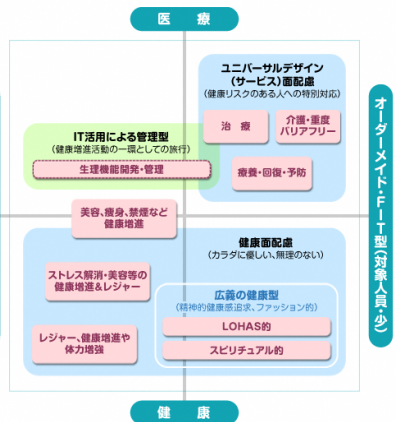 医 療
ユニバーサルデザイン
（サービス）面配慮
（健康リスクのある人への特別対応）
治 療
介護・重度
バリアフリー
療養・回復・予防
IT活用による管理型
（健康増進活動の一環としての旅行）
生理機能開発・管理
美容、痩身、禁煙など
健康増進
健康面配慮
（カラダに優しい、無理のない）
ストレス解消・美容等の
健康増進&レジャー
広義の健康型
（精神的健康感追求、ファッション的）
LOHAS的
スピリチュアル的
レジャー、健康増進や
体力増強
オーダーメイド・FIT型（対象人員・少）
健 康